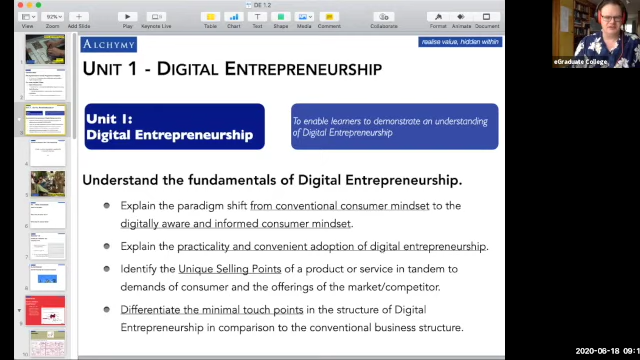 DE 1.2
92%
View
Zoom
Add Slide
Play
Keynote Live
Table
Chart
Text
Shape
Media
Comment
Collaborate
Format
Animate
Document
ALCHYMY
realise value, hidden within
UNIT 1 - DIGITAL ENTREPRENEURSHIP
Unit 1:
Digital Entrepreneurship
To enable learners to demonstrate an understanding
of Digital Entrepreneurship
Understand the fundamentals of Digital Entrepreneurship.
Explain the paradigm shift from conventional consumer mindset to the
digitally aware and informed consumer mindset.
Explain the practicality and convenient adoption of digital entrepreneurship.
Identify the Unique Selling Points of a product or service in tandem to
demands of consumer and the offerings of the market/competitor.
Differentiate the minimal touch points in the structure of Digital
Entrepreneurship in comparison to the conventional business structure.
eGraduate College,
2020-06-18 09:1